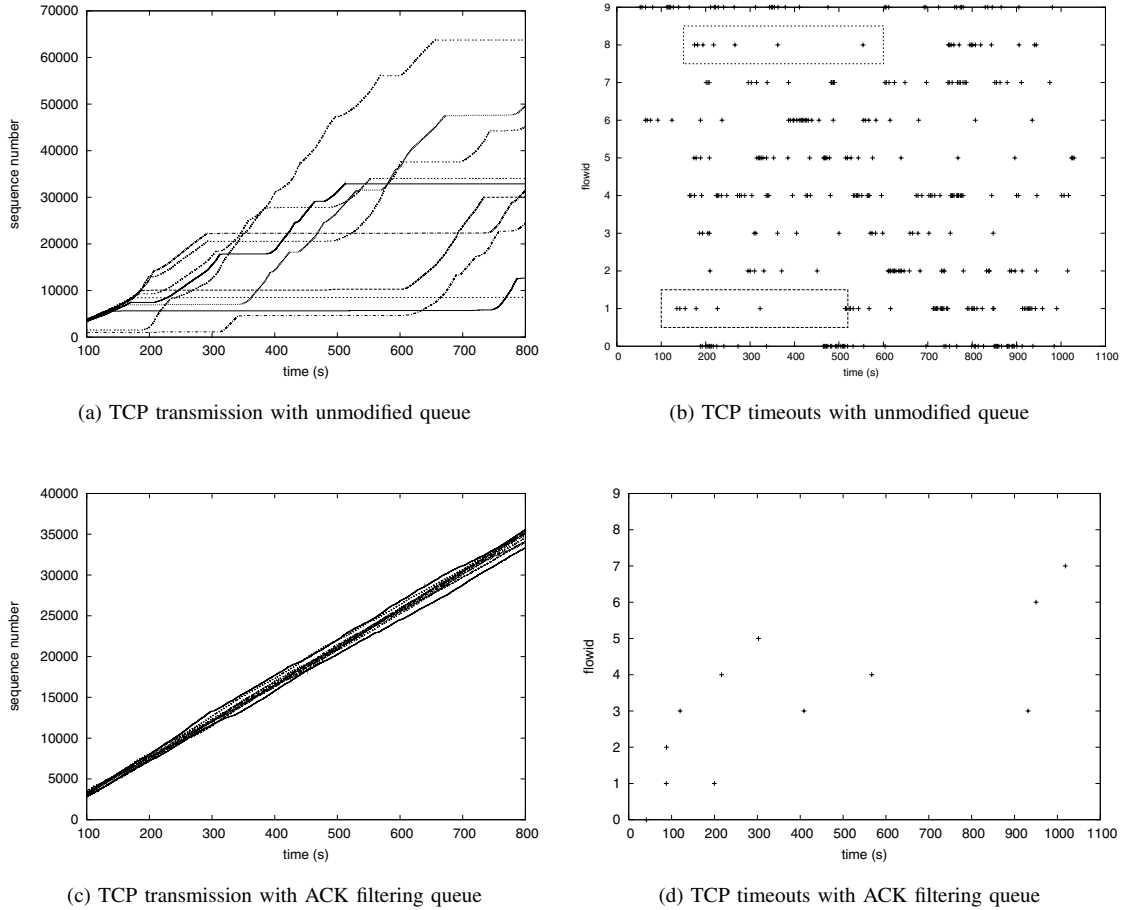 70000
60000
50000
40000
30000
20000
10000
0
sequence number
100 200 300 400 500 600 700 800
time (s)
(a) TCP transmission with unmodified queue
9
8
7
6
5
4
3
2
1
0
flowid
0 100 200 300 400 500 600 700 800 900 1000 1100
time (s)
(b) TCP timeouts with unmodified queue
40000
35000
30000
25000
20000
15000
10000
5000
0
sequence number
100 200 300 400 500 600 700 800
time (s)
(c) TCP transmission with ACK filtering queue
9
8
7
6
5
4
3
2
1
0
flowid
0 100 200 300 400 500 600 700 800 900 1000 1100
time (s)
(d) TCP timeouts with ACK filtering queue